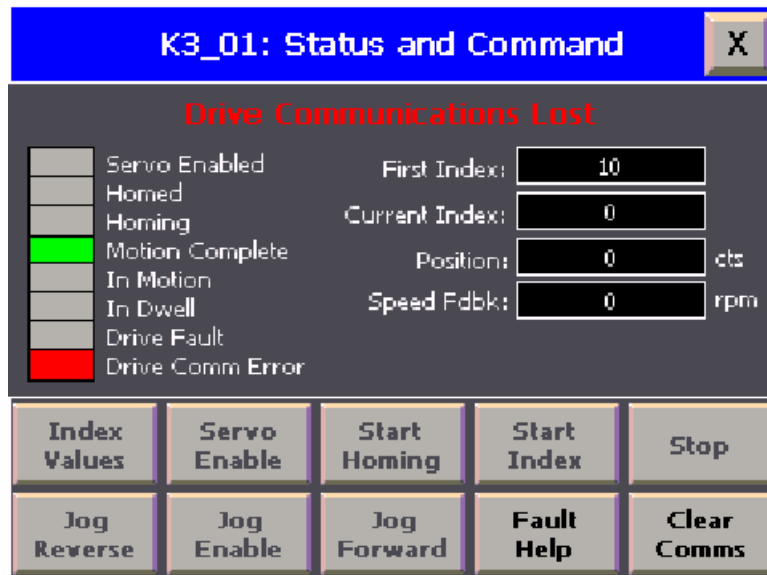 K3_01: Status and Command
X
Drive Communications Lost
Servo Enabled
Homed
Homing
Motion Complete
In Motion
In Dwell
Drive Fault
Drive Comm Error
First Index: 10
Current Index: 0
Position: 0 cts
Speed Fdbk: 0 rpm
Index Values
Servo Enable
Start Homing
Start Index
Stop
Jog Reverse
Jog Enable
Jog Forward
Fault Help
Clear Comms